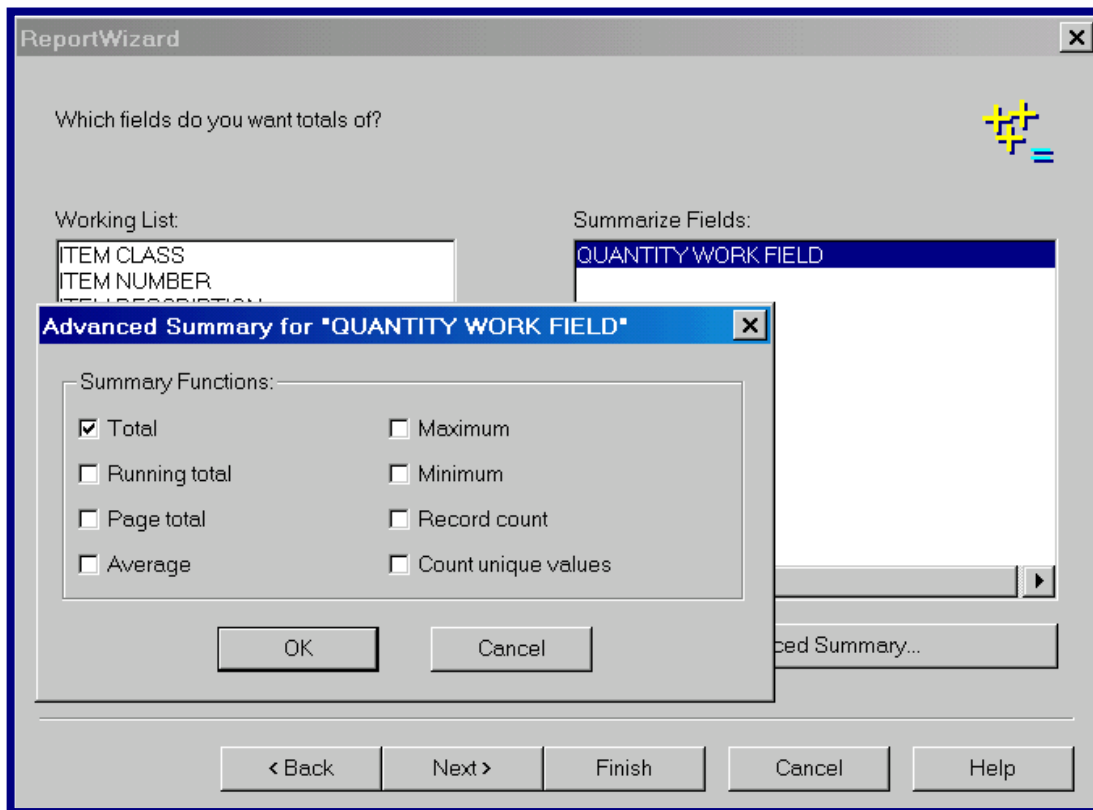 ReportWizard
Which fields do you want totals of?
Working List:
ITEM CLASS
ITEM NUMBER
ITEM DESCRIPTION
Summarize Fields:
QUANTITY WORK FIELD
Advanced Summary for "QUANTITY WORK FIELD"
Summary Functions:
Total
Running total
Page total
Average
Maximum
Minimum
Record count
Count unique values
OK
Cancel
ced Summary...
< Back
Next >
Finish
Cancel
Help